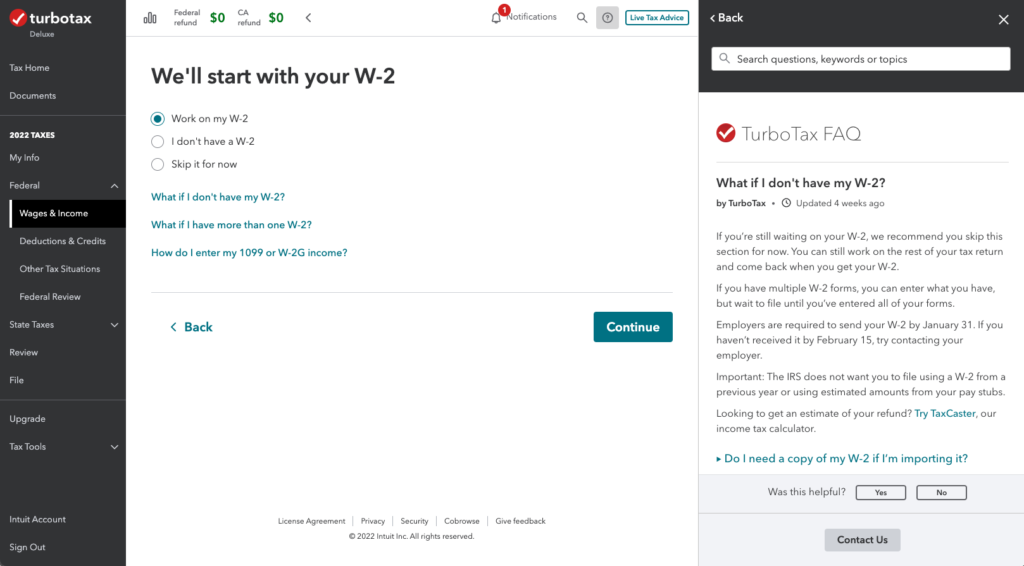 turbotax
Deluxe
Tax Home
Documents
2022 TAXES
My Info
Federal
Wages & Income
Deductions & Credits
Other Tax Situations
Federal Review
State Taxes
Review
File
Upgrade
Tax Tools
Intuit Account
Sign Out
Federal refund $0
CA refund $0
1
Notifications
Live Tax Advice
We'll start with your W-2
Work on my W-2
I don't have a W-2
Skip it for now
What if I don't have my W-2?
What if I have more than one W-2?
How do I enter my 1099 or W-2G income?
Back
Continue
License Agreement | Privacy | Security | Cobrowse | Give feedback
© 2022 Intuit Inc. All rights reserved.
Back
Search questions, keywords or topics
TurboTax FAQ
What if I don't have my W-2?
by TurboTax • Updated 4 weeks ago
If you're still waiting on your W-2, we recommend you skip this
section for now. You can still work on the rest of your tax return
and come back when you get your W-2.
If you have multiple W-2 forms, you can enter what you have,
but wait to file until you've entered all of your forms.
Employers are required to send your W-2 by January 31. If you
haven't received it by February 15, try contacting your
employer.
Important: The IRS does not want you to file using a W-2 from a
previous year or using estimated amounts from your pay stubs.
Looking to get an estimate of your refund? Try TaxCaster, our
income tax calculator.
Do I need a copy of my W-2 if I'm importing it?
Was this helpful? Yes No
Contact Us